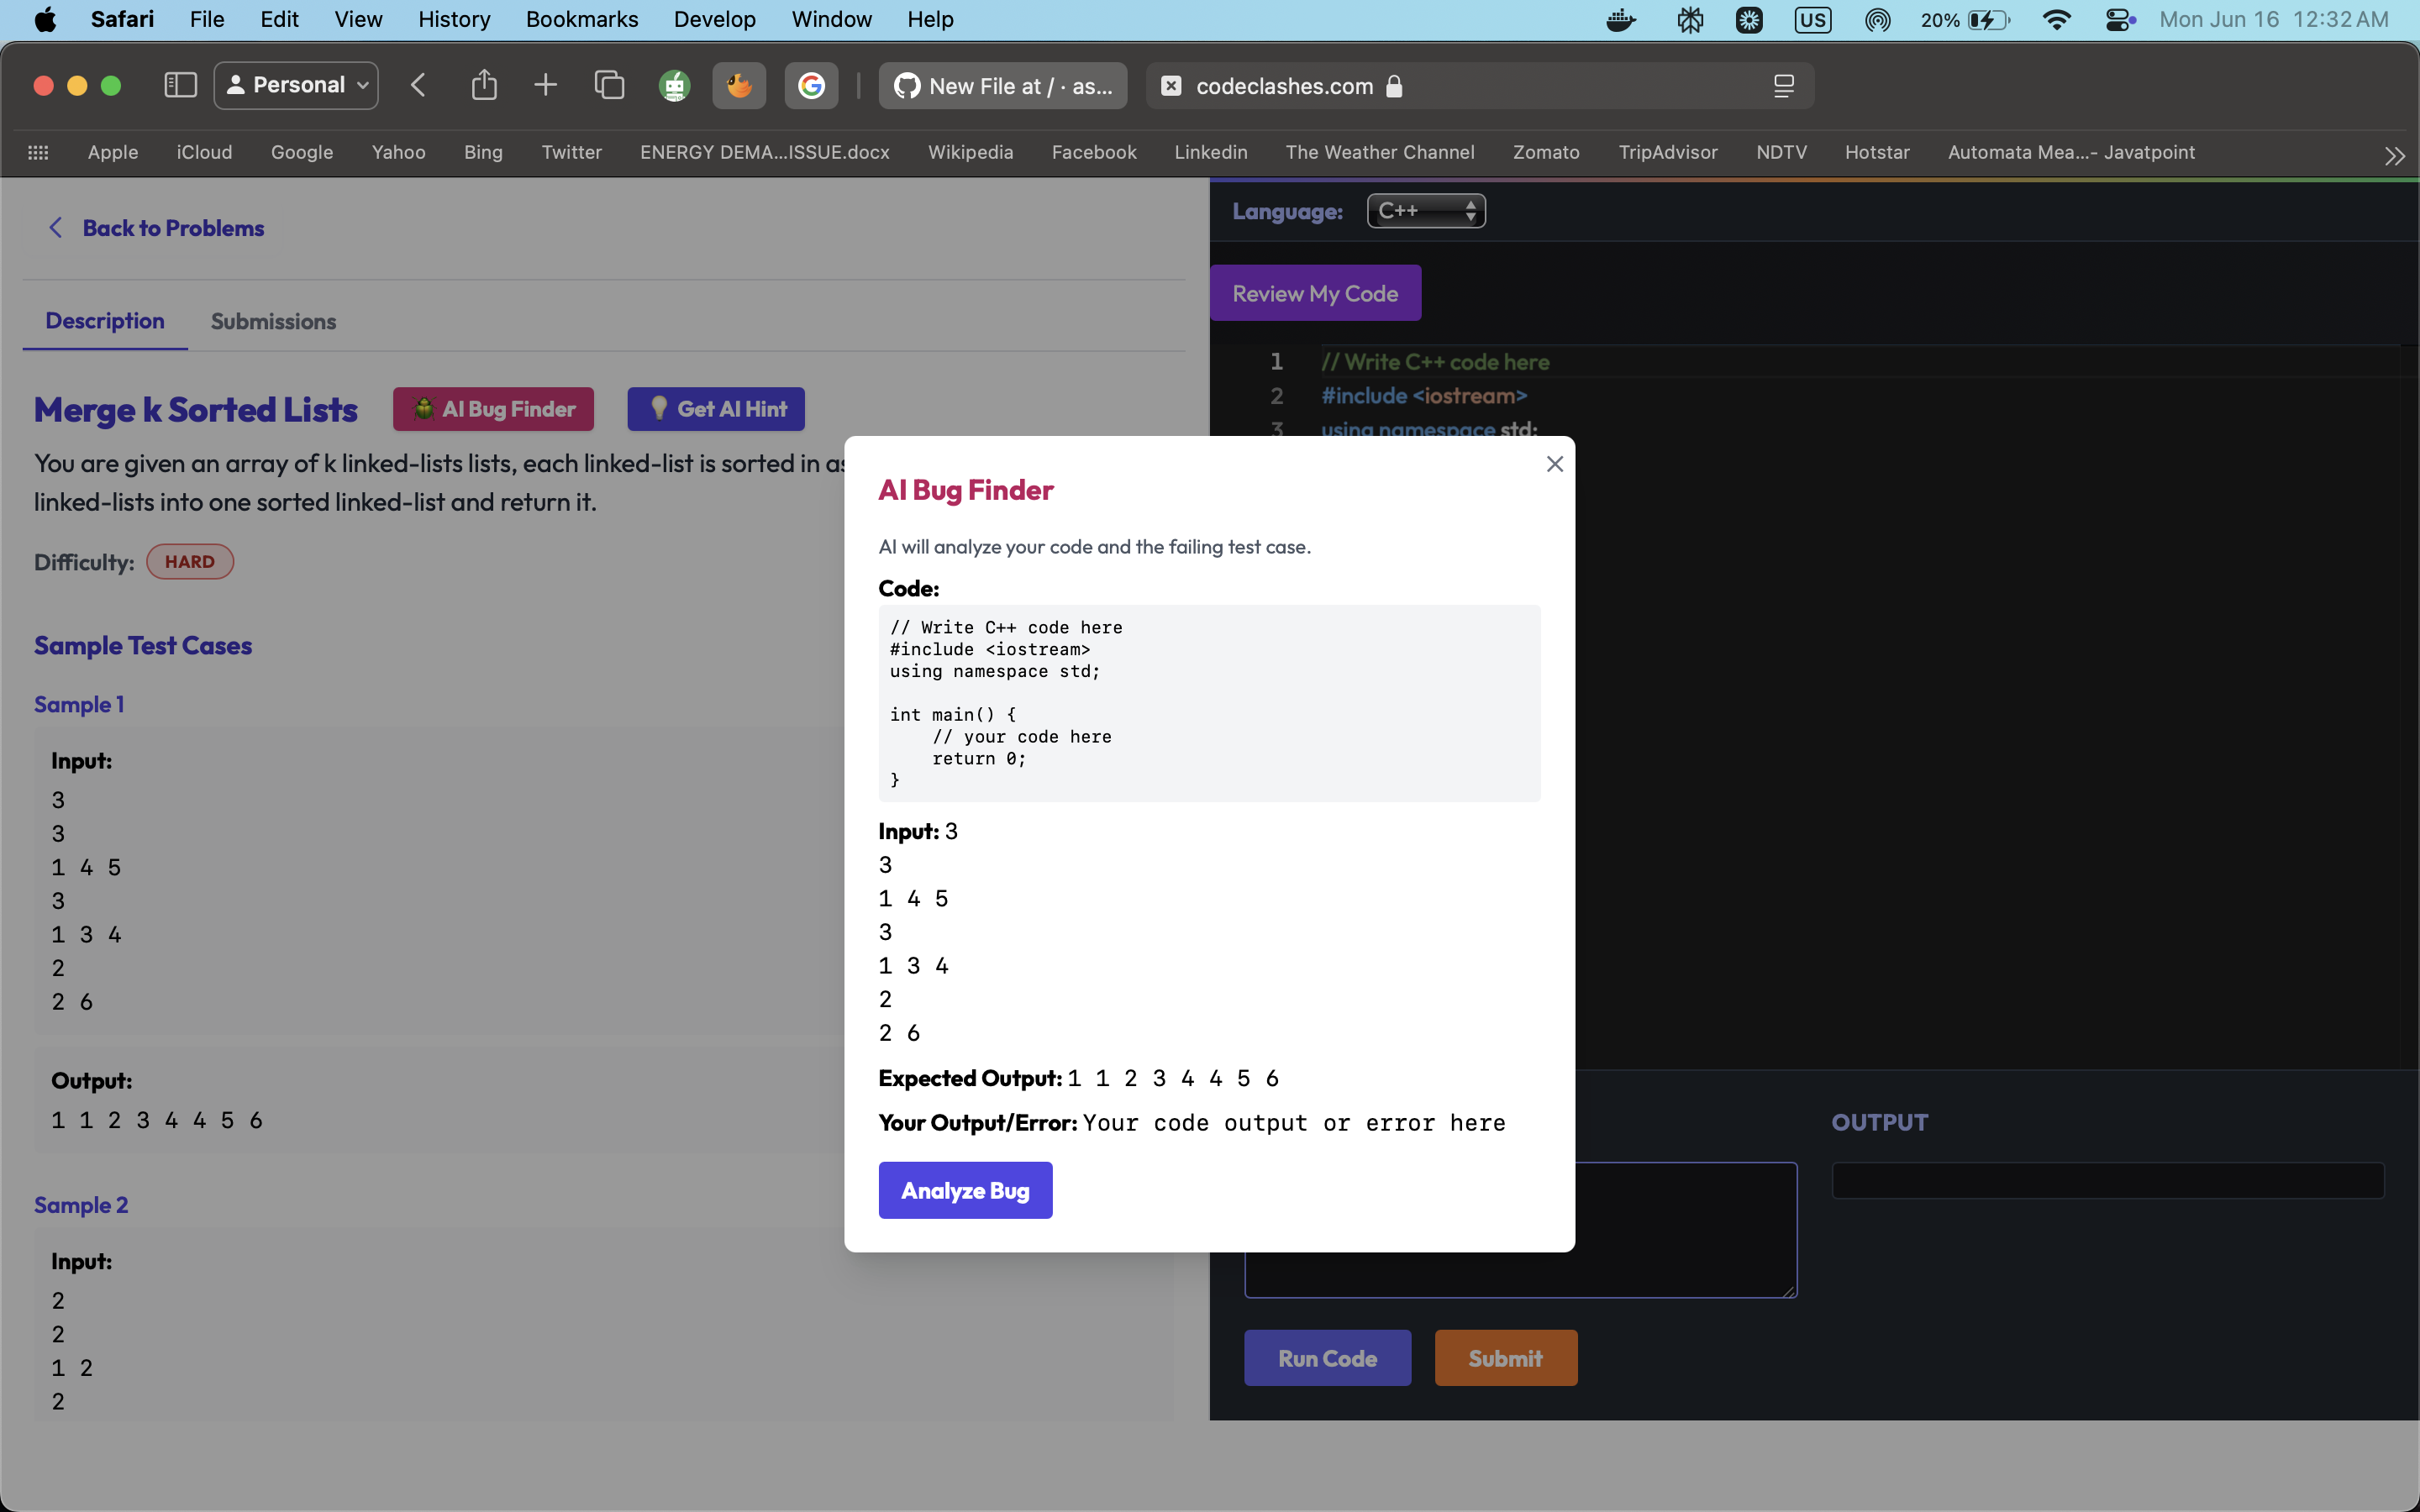 Safari File Edit View History Bookmarks Develop Window Help US 20% Mon Jun 16 12:32 AM
Personal New File at / · as... codeclashes.com
Apple iCloud Google Yahoo Bing Twitter ENERGY DEMA...ISSUE.docx Wikipedia Facebook Linkedin The Weather Channel Zomato TripAdvisor NDTV Hotstar Automata Mea...- Javatpoint
Back to Problems
Description Submissions
Merge k Sorted Lists AI Bug Finder Get AI Hint
You are given an array of k linked-lists lists, each linked-list is sorted in as
linked-lists into one sorted linked-list and return it.
Difficulty: HARD
Sample Test Cases
Sample 1
Input:
3
3
1 4 5
3
1 3 4
2
2 6
Output:
1 1 2 3 4 4 5 6
Sample 2
Input:
2
2
1 2
2
Language: C++
Review My Code
1 // Write C++ code here
2 #include <iostream>
3 using namespace std;
AI Bug Finder
AI will analyze your code and the failing test case.
Code:
// Write C++ code here
#include <iostream>
using namespace std;
int main() {
// your code here
return 0;
}
Input: 3
3
1 4 5
3
1 3 4
2
2 6
Expected Output: 1 1 2 3 4 4 5 6
Your Output/Error: Your code output or error here
Analyze Bug
OUTPUT
Run Code Submit